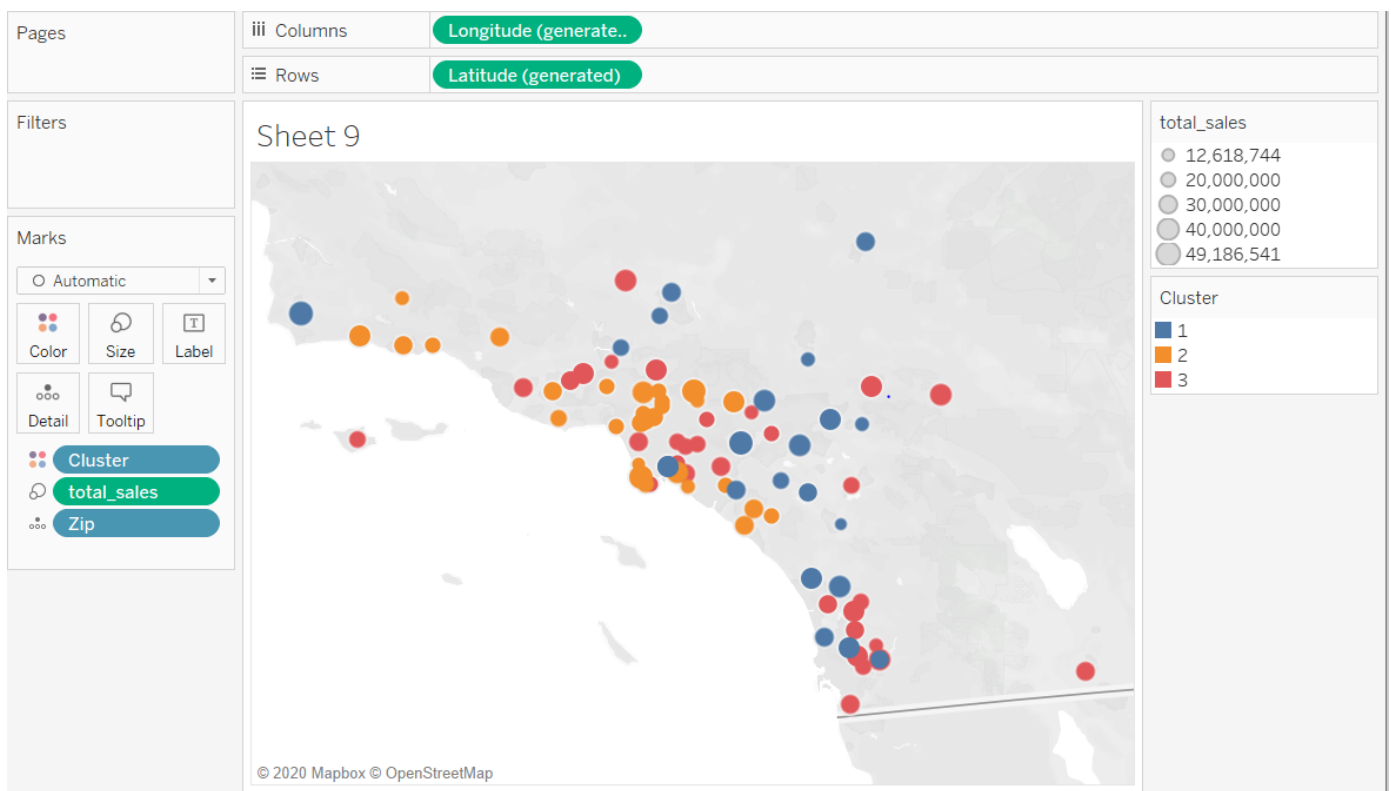 Pages
iii Columns
Longitude (generate..
Rows
Latitude (generated)
Filters
Marks
Automatic
Color
Size
T
Label
Detail
Tooltip
Cluster
total_sales
Zip
Sheet 9
© 2020 Mapbox © OpenStreetMap
total_sales
12,618,744
20,000,000
30,000,000
40,000,000
49,186,541
Cluster
1
2
3